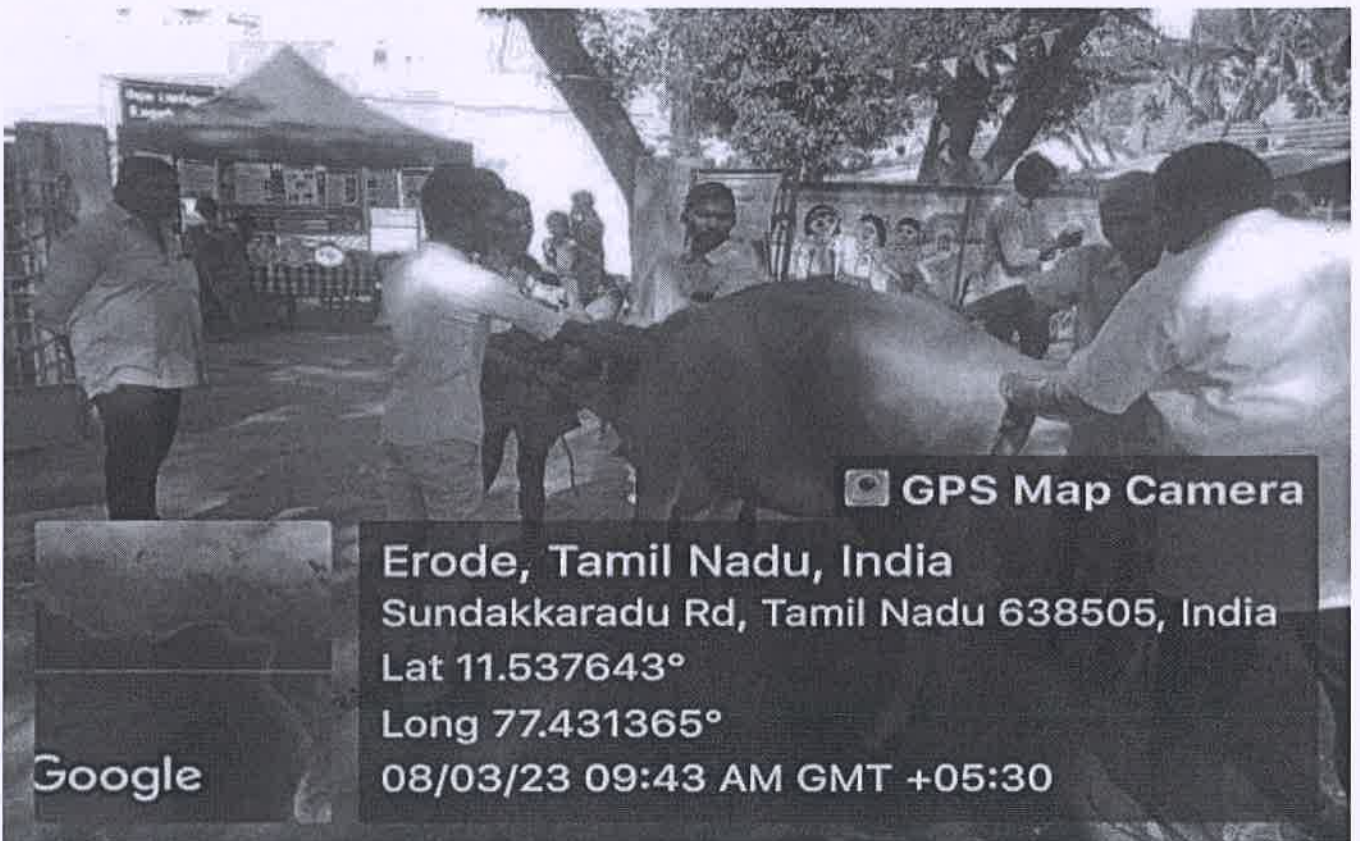 GPS Map Camera
Erode, Tamil Nadu, India
Sundakkaradu Rd, Tamil Nadu 638505, India
Lat 11.537643°
Long 77.431365°
08/03/23 09:43 AM GMT +05:30
Google